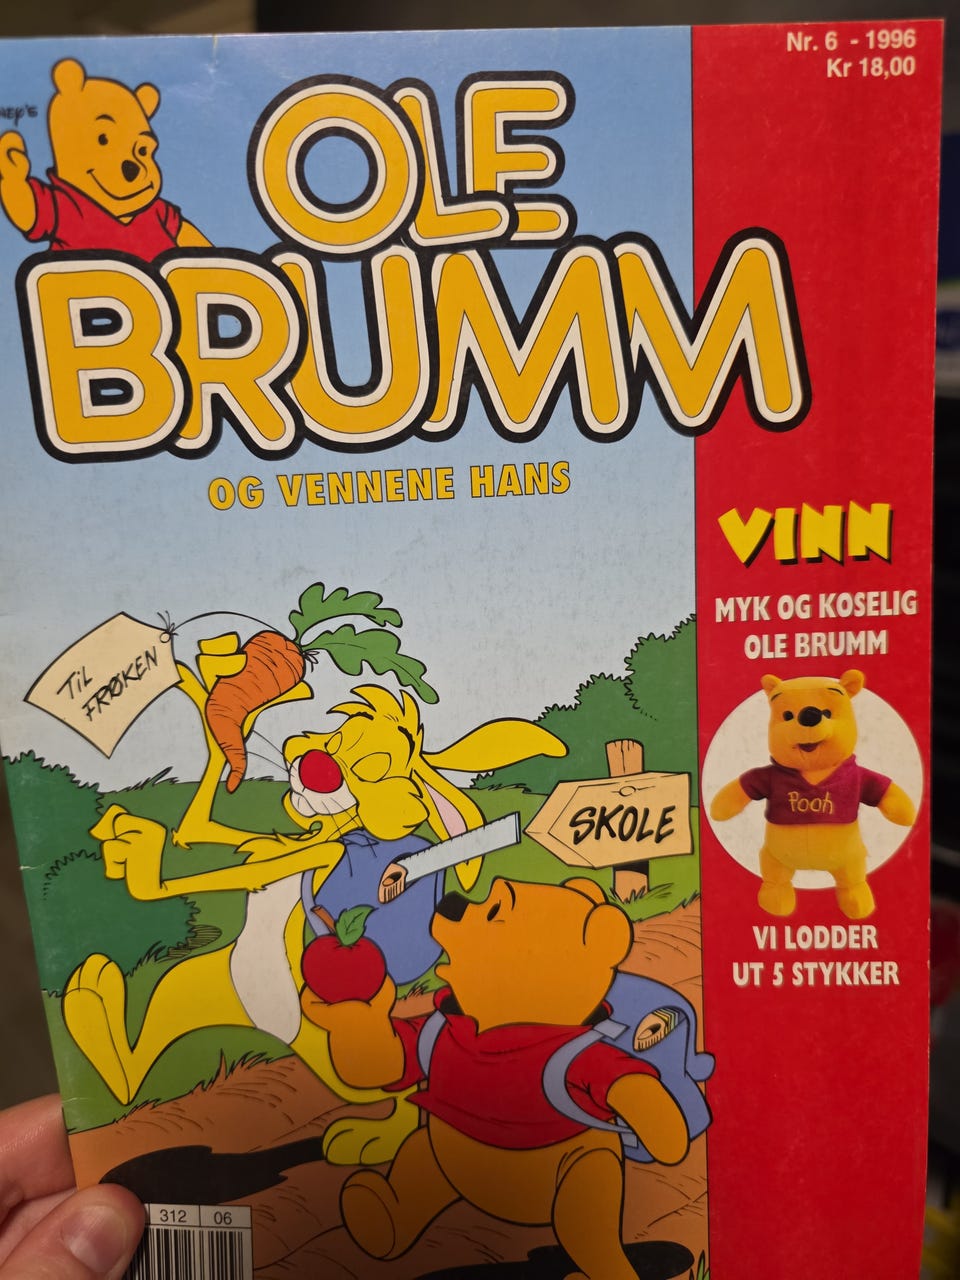 Nr. 6 - 1996
Kr 18,00
OLE
BRUMM
OG VENNENE HANS
VINN
MYK OG KOSELIG
OLE BRUMM
Pooh
VI LODDER
UT 5 STYKKER
TiL
FRØKEN
SKOLE
312 06